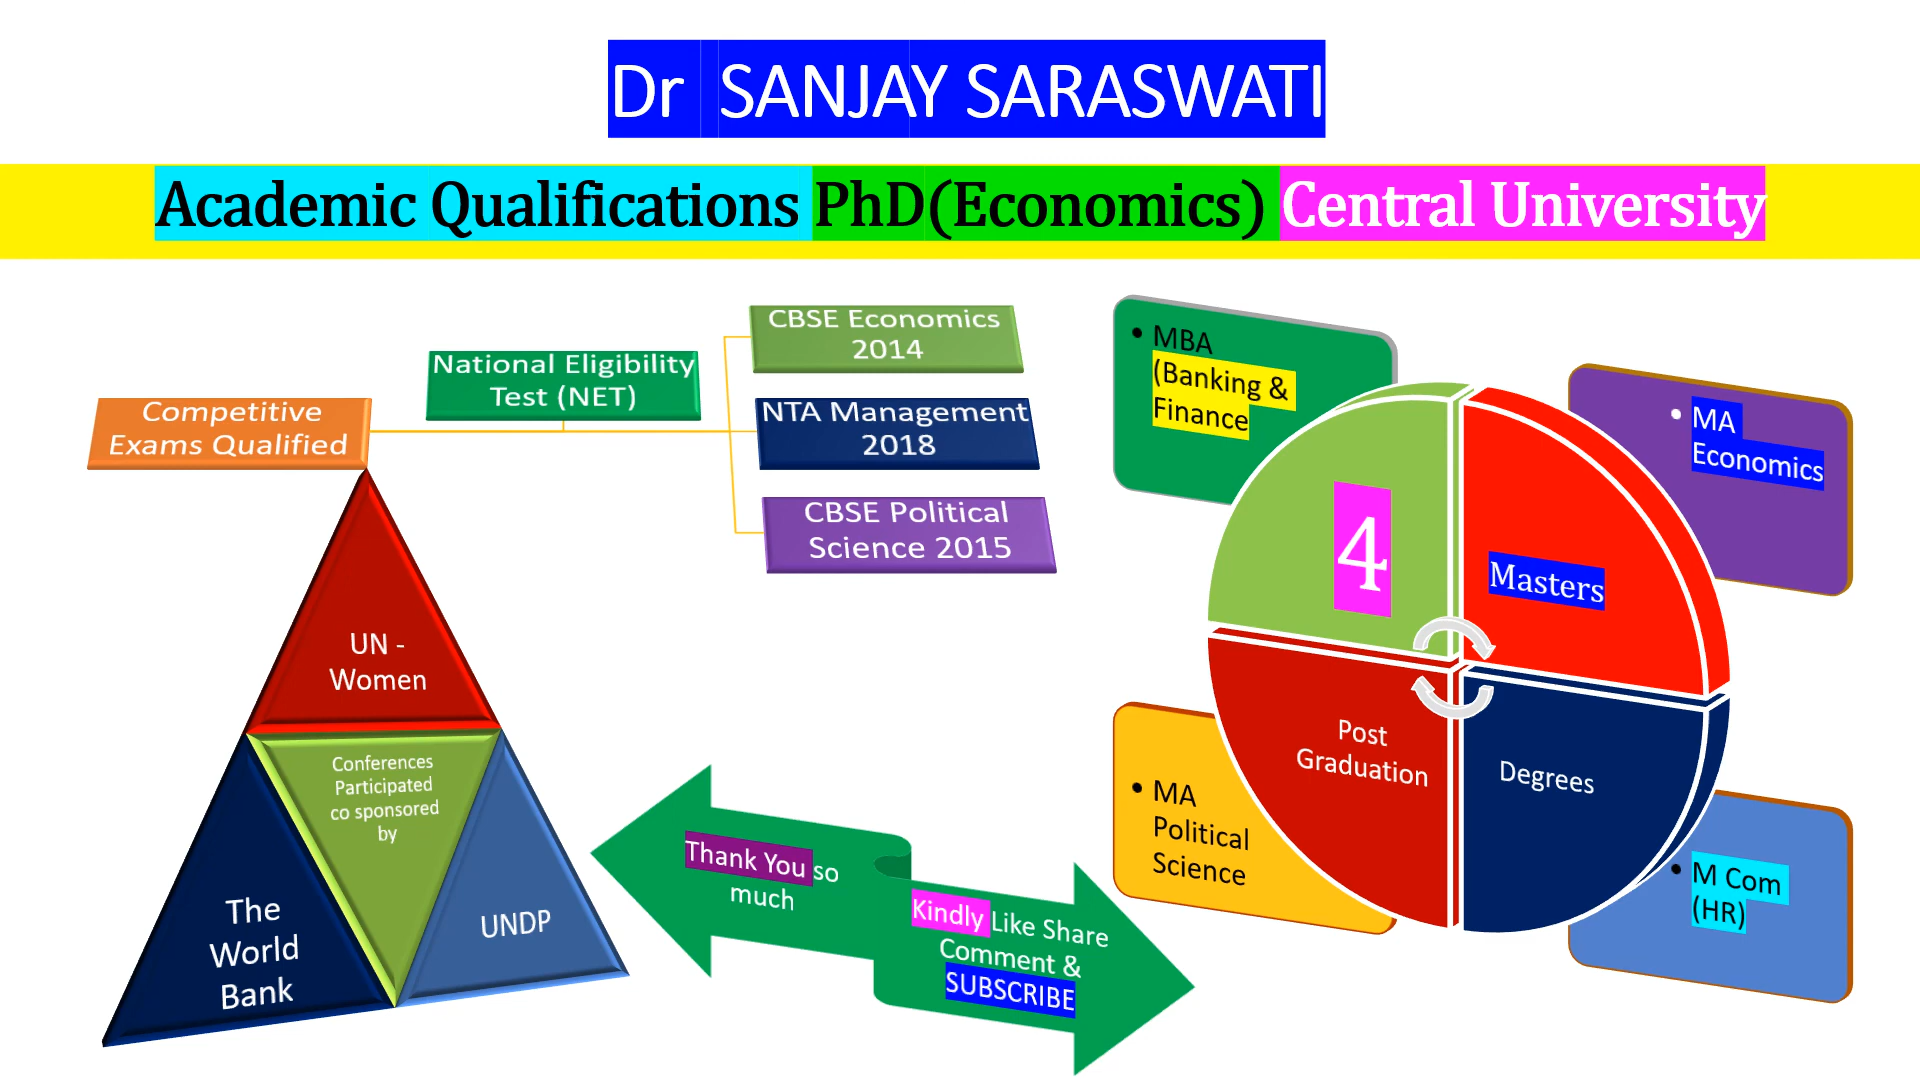 Dr SANJAY SARASWATI
Academic Qualifications PhD(Economics) Central University
Competitive
Exams Qualified
National Eligibility
Test (NET)
CBSE Economics
2014
NTA Management
2018
CBSE Political
Science 2015
UN -
Women
Conferences
Participated
co sponsored
by
The
World
Bank
UNDP
Thank You so
much
Kindly Like Share
Comment &
SUBSCRIBE
• MBA
(Banking &
Finance
• MA
Economics
4
Masters
Post
Graduation
Degrees
• MA
Political
Science
• M Com
(HR)